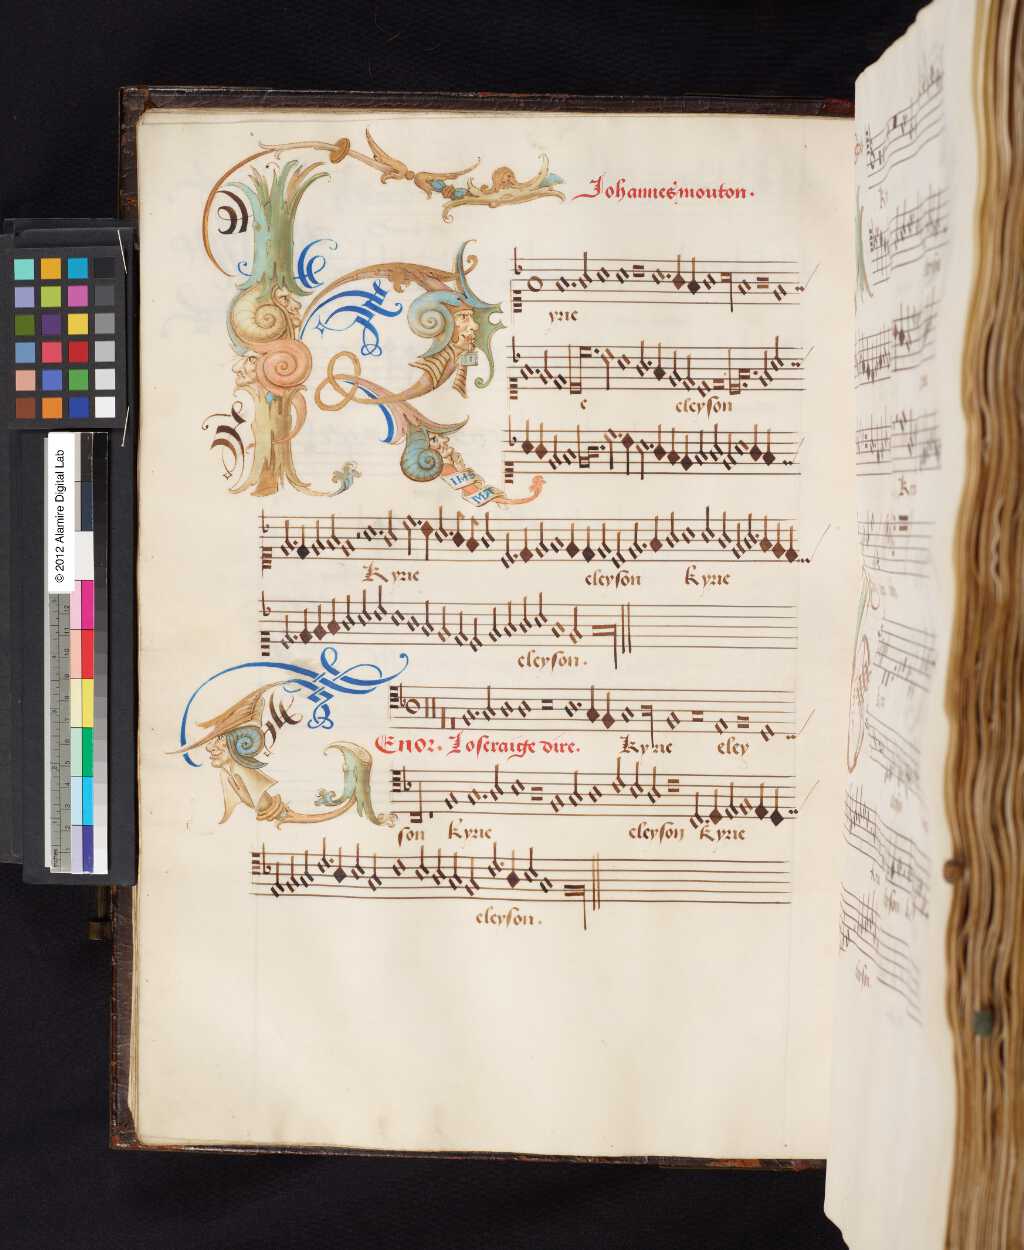 Johannes mouton.
yrie
e eleyson
IHS
MA
Kyrie eleyson Kyrie
eleyson.
Enor. Ioseraige dire. Kyrie eley
son Kyrie eleyson Kyrie
eleyson.
© 2012 Alamire Digital Lab